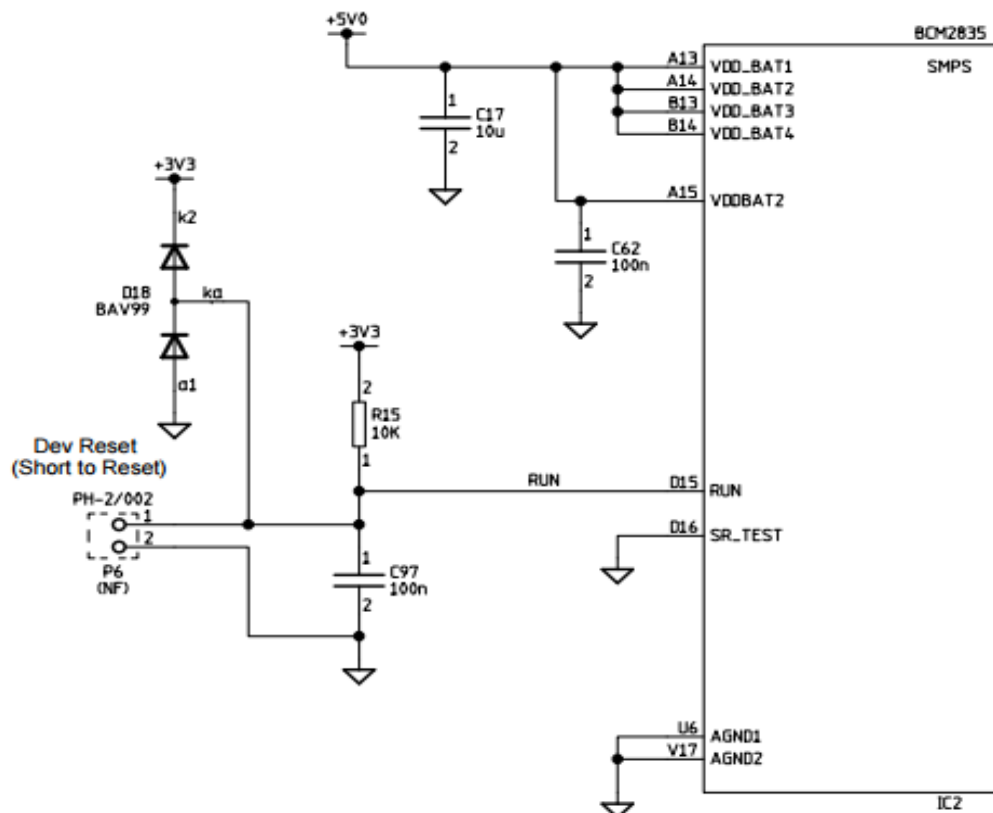 +5V0
BCM2835
SMPS
A13 VDD_BAT1
A14 VDD_BAT2
B13 VDD_BAT3
B14 VDD_BAT4
1
C17
10u
2
+3V3
k2
A15 VDDBAT2
1
C62
100n
2
D18
BAV99
ka
+3V3
a1
2
R15
10K
1
Dev Reset
(Short to Reset)
RUN
D15 RUN
PH-2/002
1
2
D16 SR_TEST
P6
(NF)
1
C97
100n
2
U6 AGND1
V17 AGND2
IC2